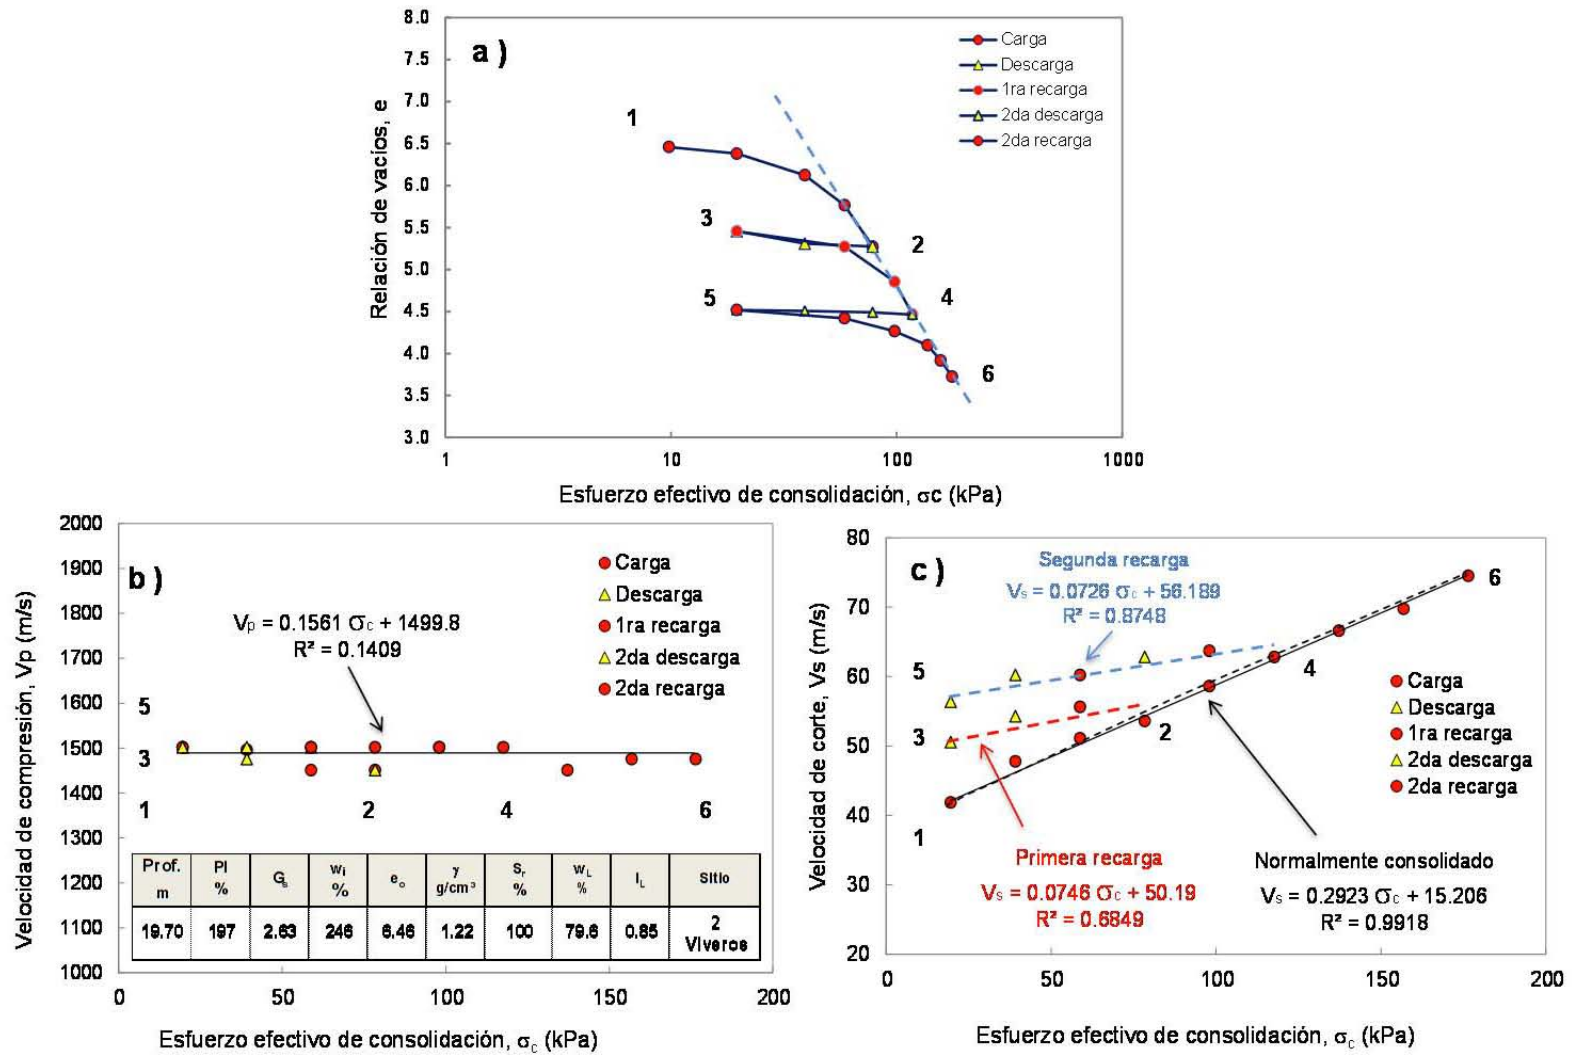 8.0
7.5
7.0
6.5
6.0
5.5
5.0
4.5
4.0
3.5
3.0
Relación de vacíos, e
a )
Carga
Descarga
1ra recarga
2da descarga
2da recarga
1
3
2
5
4
6
1
10
100
1000
Esfuerzo efectivo de consolidación, σc (kPa)
2000
1900
1800
1700
1600
1500
1400
1300
1200
1100
1000
Velocidad de compresión, Vp (m/s)
b )
Carga
Descarga
1ra recarga
2da descarga
2da recarga
Vp = 0.1561 σc + 1499.8
R² = 0.1409
5
3
1
2
4
6
Prof. m PI % Gs wi % eo γ g/cm³ Sr % wL % IL Sitio
19.70 197 2.63 246 6.46 1.22 100 79.6 0.85 2 Viveros
0
50
100
150
200
Esfuerzo efectivo de consolidación, σc (kPa)
80
70
60
50
40
30
20
Velocidad de corte, Vs (m/s)
c )
Segunda recarga
Vs = 0.0726 σc + 56.189
R² = 0.8748
6
5
4
3
2
1
Carga
Descarga
1ra recarga
2da descarga
2da recarga
Primera recarga
Vs = 0.0746 σc + 50.19
R² = 0.6849
Normalmente consolidado
Vs = 0.2923 σc + 15.206
R² = 0.9918
0
50
100
150
200
Esfuerzo efectivo de consolidación, σc (kPa)